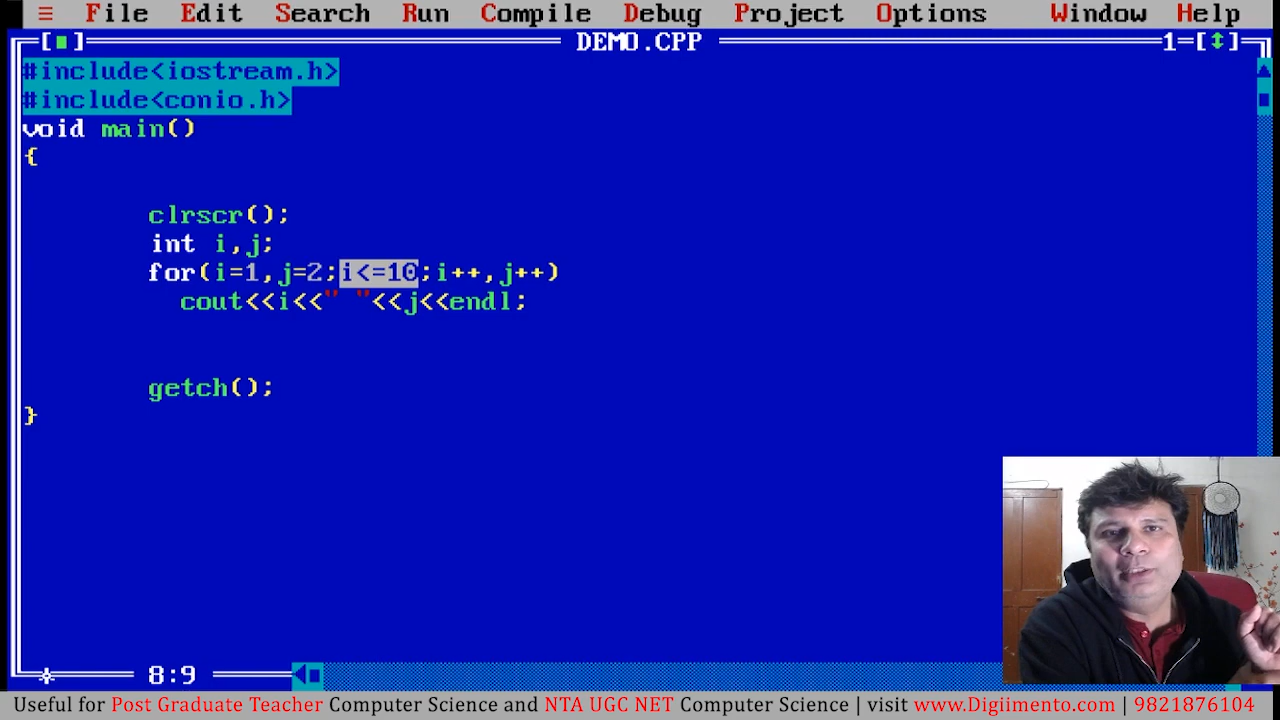 ≡ File Edit Search Run Compile Debug Project Options Window Help
[■] DEMO.CPP 1=[↕]
#include<iostream.h>
#include<conio.h>
void main()
{
clrscr();
int i,j;
for(i=1,j=2;i<=10;i++,j++)
cout<<i<<" "<<j<<endl;
getch();
}
8:9
Useful for Post Graduate Teacher Computer Science and NTA UGC NET Computer Science | visit www.Digiimento.com | 9821876104